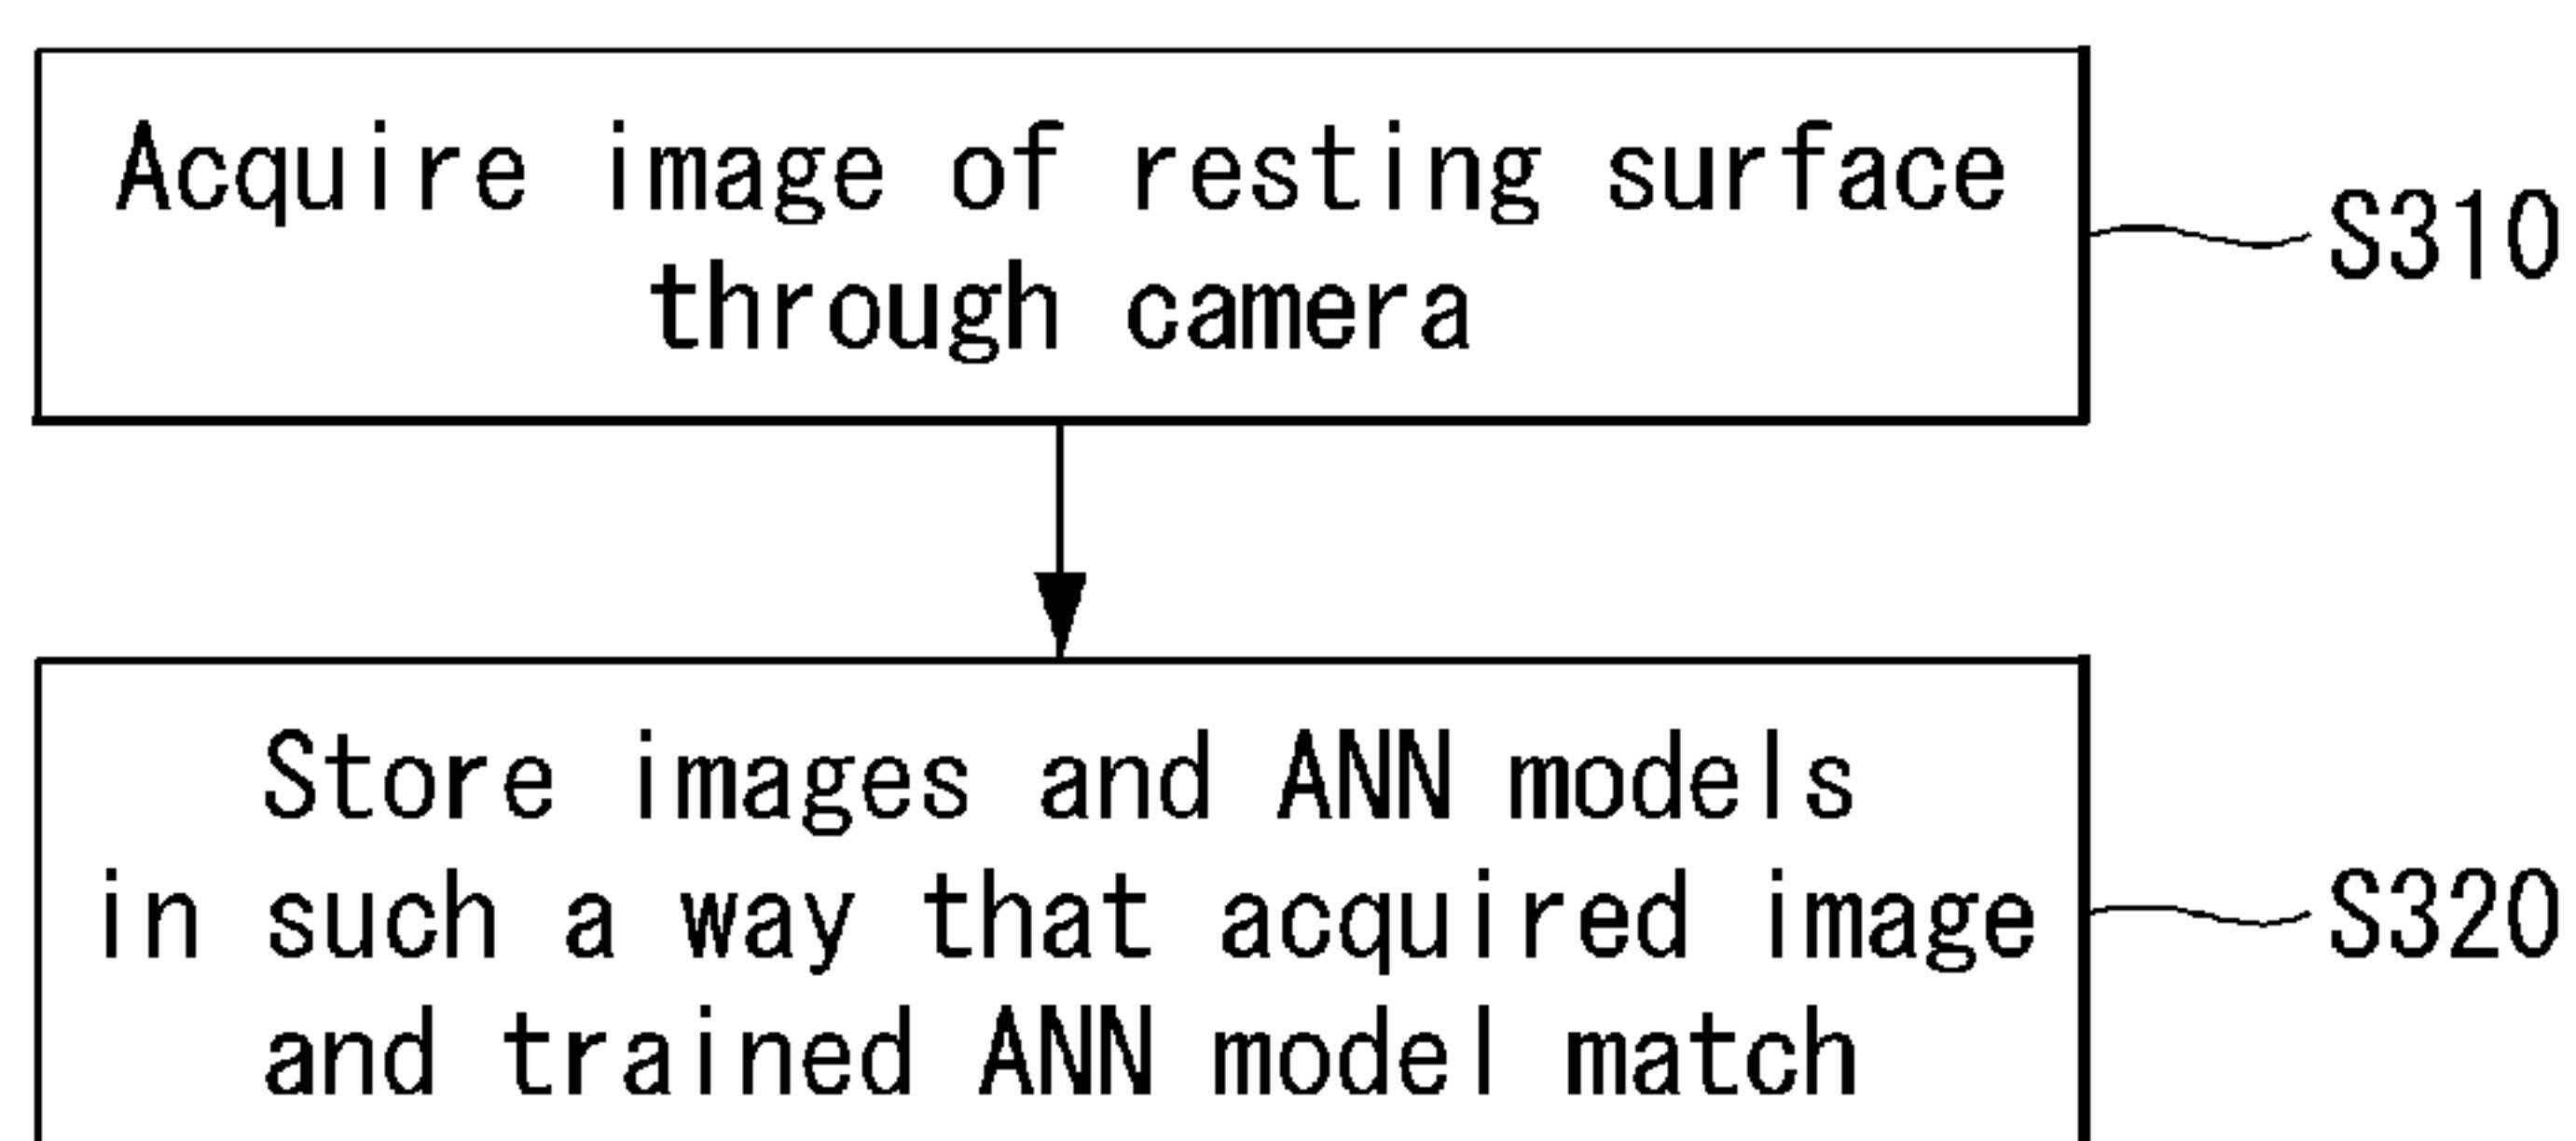 Acquire image of resting surface
through camera
S310
Store images and ANN models
in such a way that acquired image
and trained ANN model match
S320